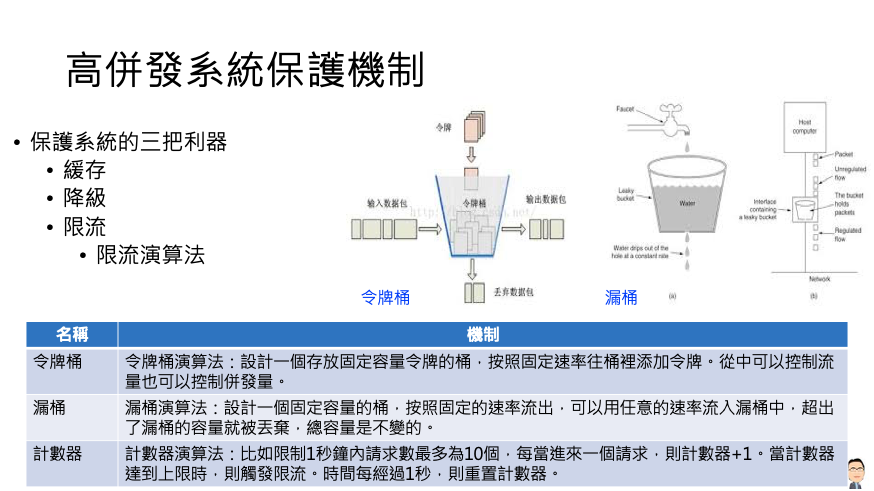 高併發系統保護機制
• 保護系統的三把利器
• 緩存
• 降級
• 限流
• 限流演算法
令牌
输入数据包
令牌桶
输出数据包
丢弃数据包
令牌桶
Faucet
Leaky
bucket
Water
Water drips out of the
hole at a constant rate
(a)
漏桶
Host
computer
Packet
Unregulated
flow
Interface
containing
a leaky bucket
The bucket
holds
packets
Regulated
flow
Network
(b)
名稱 機制
令牌桶 令牌桶演算法：設計一個存放固定容量令牌的桶，按照固定速率往桶裡添加令牌。從中可以控制流
量也可以控制併發量。
漏桶 漏桶演算法：設計一個固定容量的桶，按照固定的速率流出，可以用任意的速率流入漏桶中，超出
了漏桶的容量就被丟棄，總容量是不變的。
計數器 計數器演算法：比如限制1秒鐘內請求數最多為10個，每當進來一個請求，則計數器+1。當計數器
達到上限時，則觸發限流。時間每經過1秒，則重置計數器。